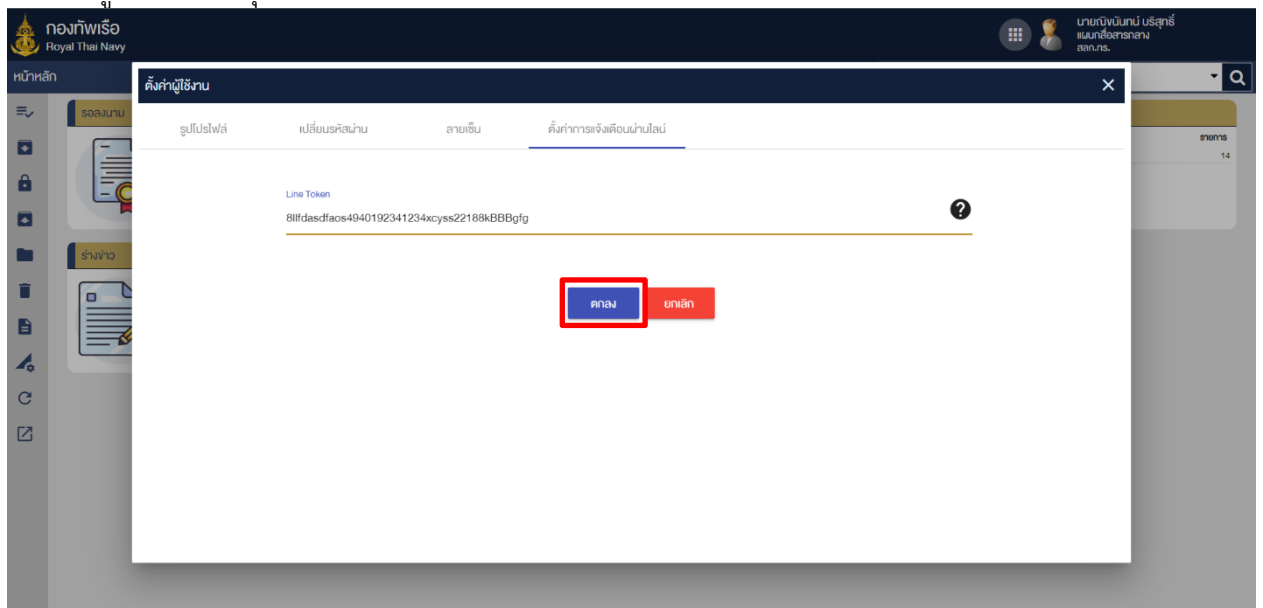 กองทัพเรือ
Royal Thai Navy
นายณิงนันทน์ บริสุทธิ์
แผนกสื่อสารกลาง
สลก.ทร.
หน้าหลัก
ตั้งค่าผู้ใช้งาน
รูปโปรไฟล์
เปลี่ยนรหัสผ่าน
ลายเซ็น
ตั้งค่าการแจ้งเตือนผ่านไลน์
รอลงนาม
รายการ
14
Line Token
8llfdasdfaos4940192341234xcyss22188kBBBgfg
ร่างข่าว
ตกลง
ยกเลิก